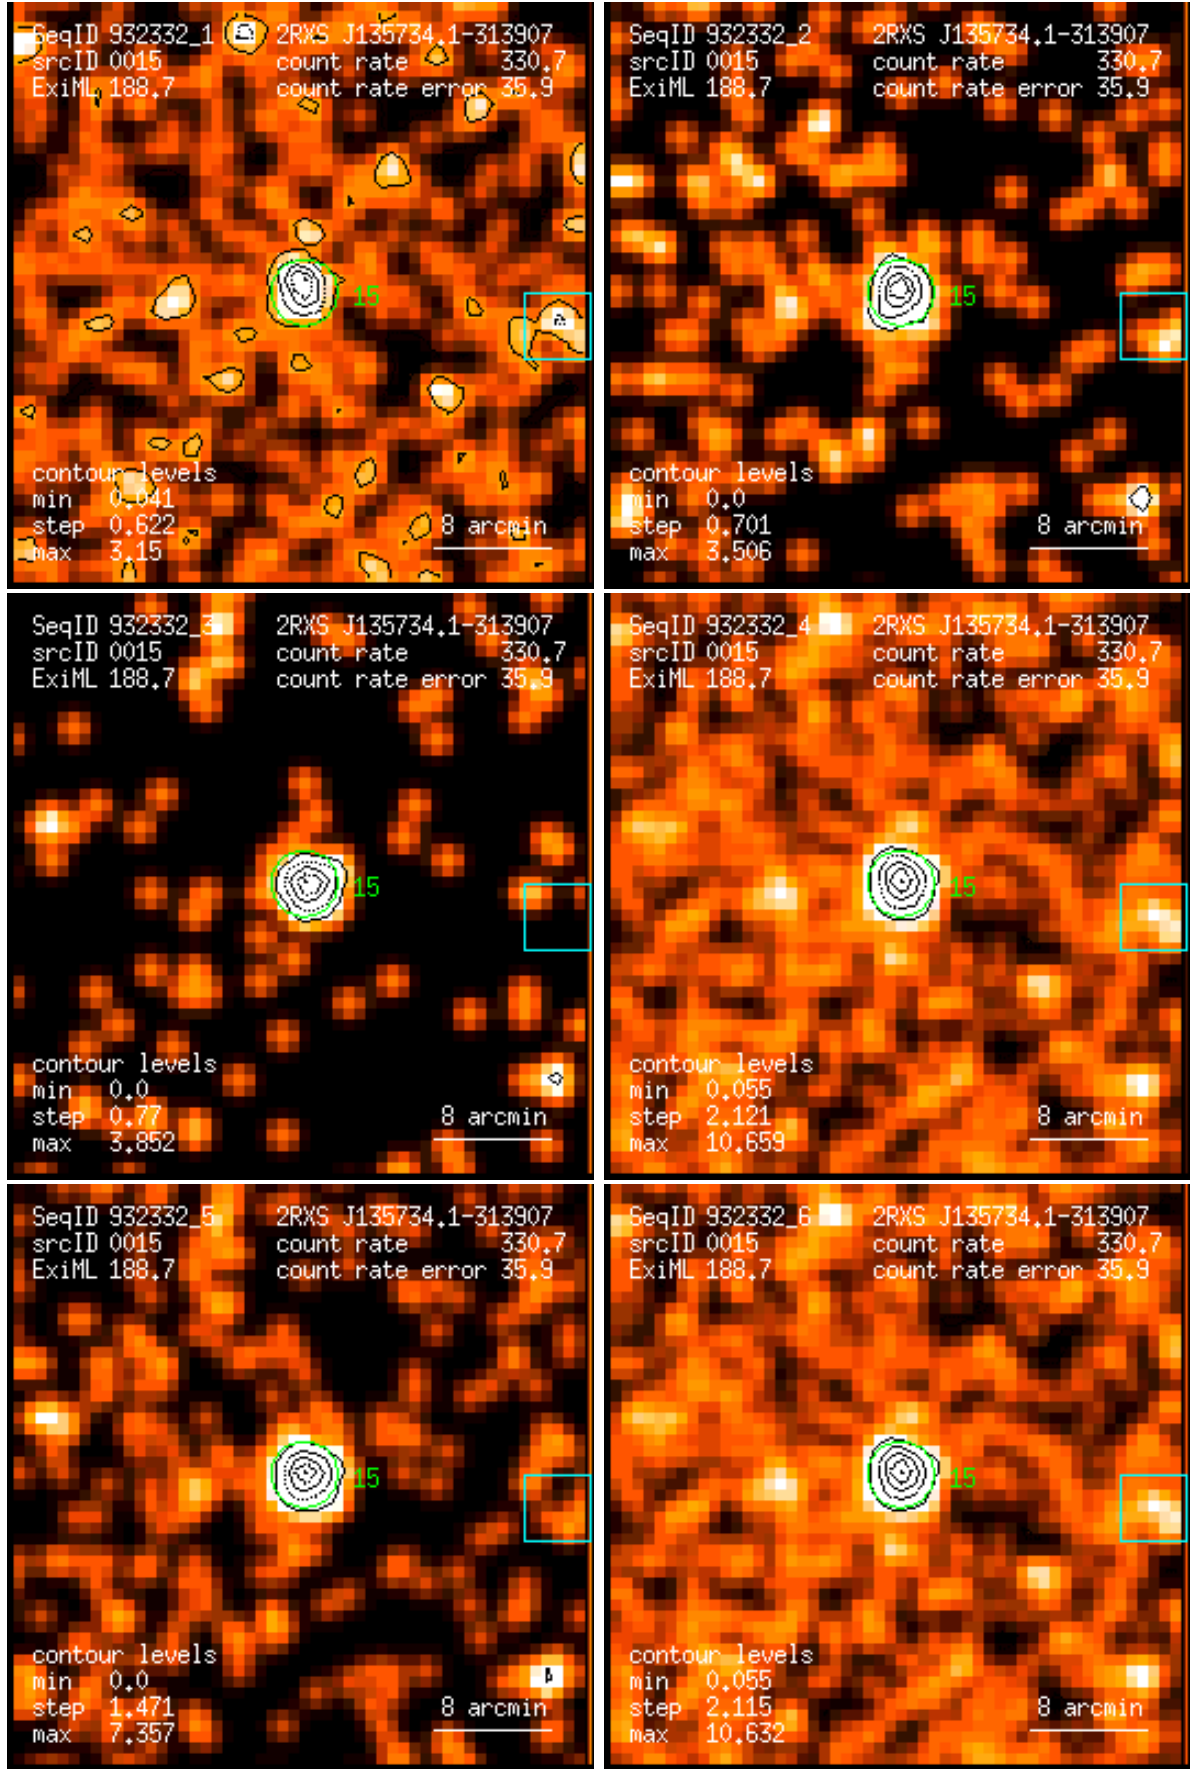 SeqID 932332_1 2RXS J135734.1-313907
srcID 0015 count rate 330.7
ExiML 188.7 count rate error 35.9
15
contour levels
min 0.041
step 0.622 8 arcmin
max 3.15
SeqID 932332_2 2RXS J135734.1-313907
srcID 0015 count rate 330.7
ExiML 188.7 count rate error 35.9
15
contour levels
min 0.0
step 0.701 8 arcmin
max 3.506
SeqID 932332_3 2RXS J135734.1-313907
srcID 0015 count rate 330.7
ExiML 188.7 count rate error 35.9
15
contour levels
min 0.0
step 0.77 8 arcmin
max 3.852
SeqID 932332_4 2RXS J135734.1-313907
srcID 0015 count rate 330.7
ExiML 188.7 count rate error 35.9
15
contour levels
min 0.055
step 2.121 8 arcmin
max 10.659
SeqID 932332_5 2RXS J135734.1-313907
srcID 0015 count rate 330.7
ExiML 188.7 count rate error 35.9
15
contour levels
min 0.0
step 1.471 8 arcmin
max 7.357
SeqID 932332_6 2RXS J135734.1-313907
srcID 0015 count rate 330.7
ExiML 188.7 count rate error 35.9
15
contour levels
min 0.055
step 2.115 8 arcmin
max 10.632